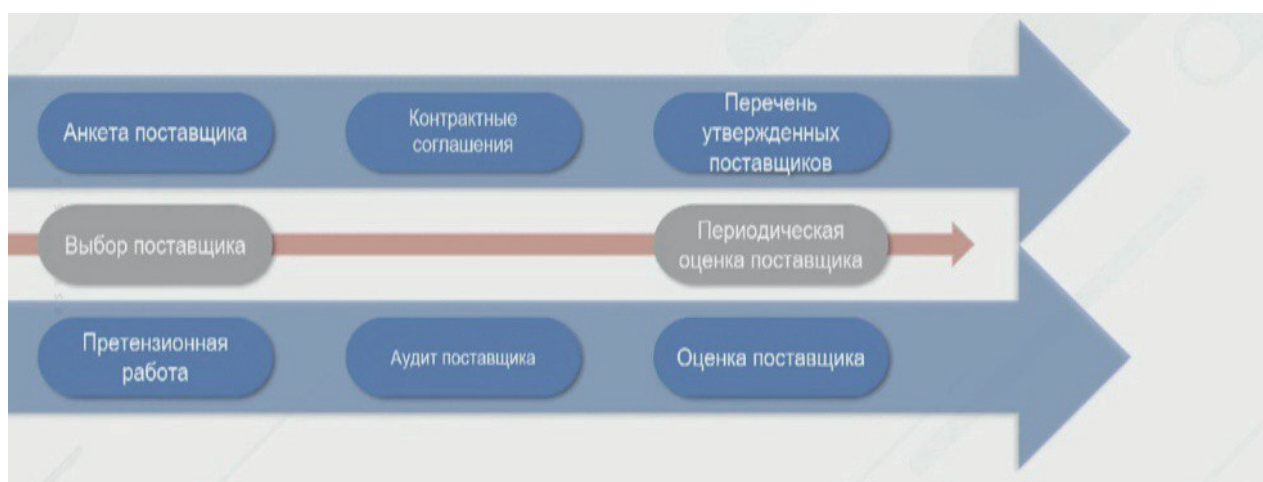 Анкета поставщика
Контрактные
соглашения
Перечень
утвержденных
поставщиков
Выбор поставщика
Периодическая
оценка поставщика
Претензионная
работа
Аудит поставщика
Оценка поставщика